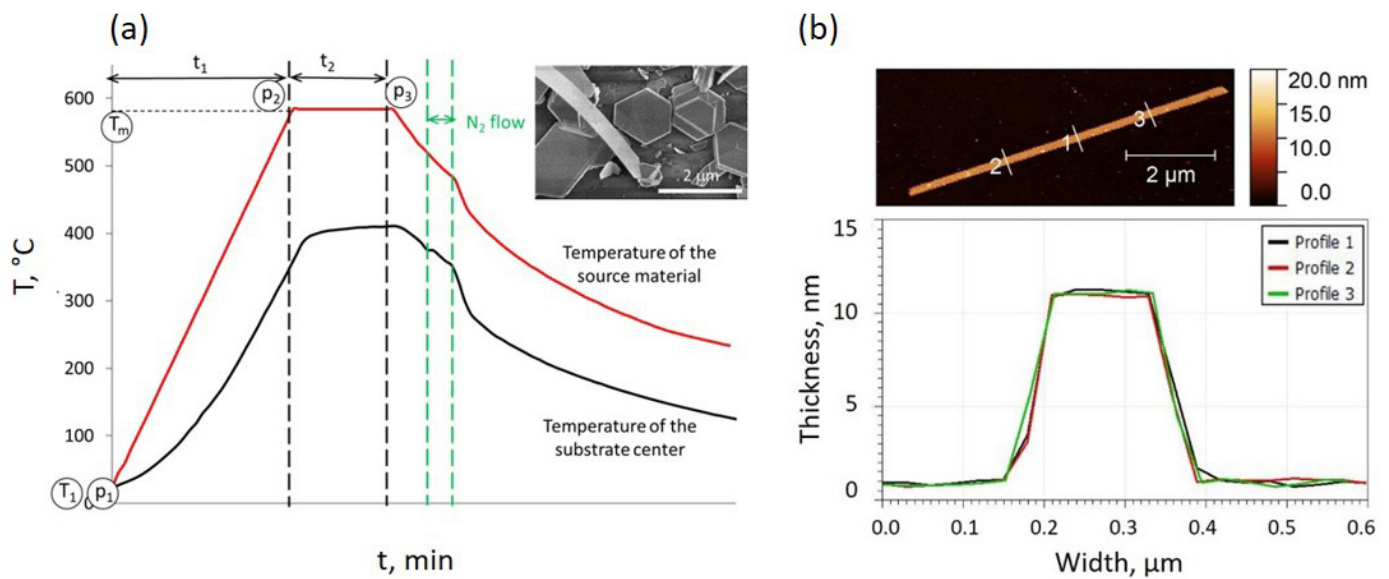 (a)
t₁
t₂
p₂
p₃
600
Tₘ
N₂ flow
2 μm
500
400
Temperature of the
source material
300
200
Temperature of the
substrate center
100
T₁
p₁
0
T, °C
t, min
(b)
20.0 nm
15.0
10.0
0.0
3
1
2
2 μm
15
10
5
0
Profile 1
Profile 2
Profile 3
Thickness, nm
0.0
0.1
0.2
0.3
0.4
0.5
0.6
Width, μm